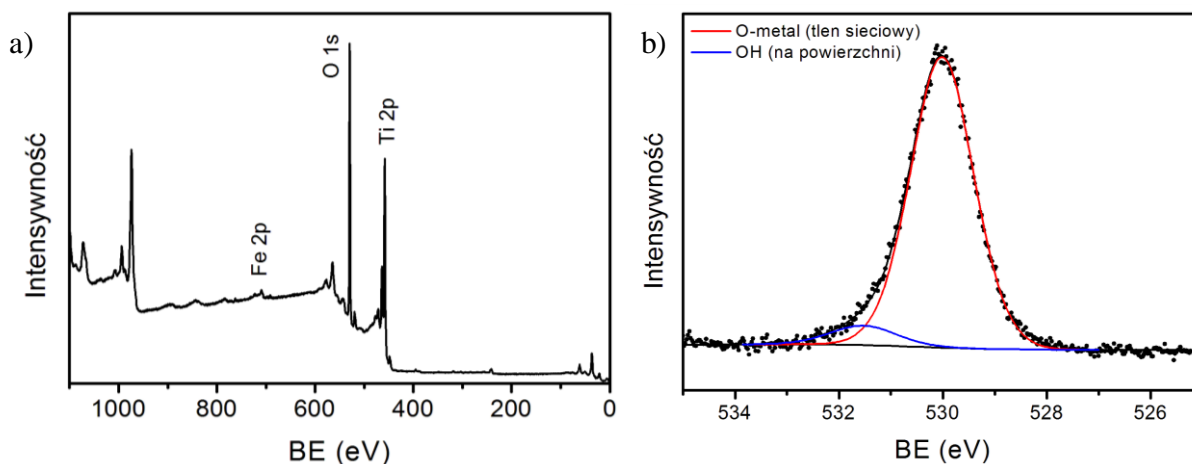 a)
Intensywność
Fe 2p
O 1s
Ti 2p
1000 800 600 400 200 0
BE (eV)
b)
O-metal (tlen sieciowy)
OH (na powierzchni)
Intensywność
534 532 530 528 526
BE (eV)